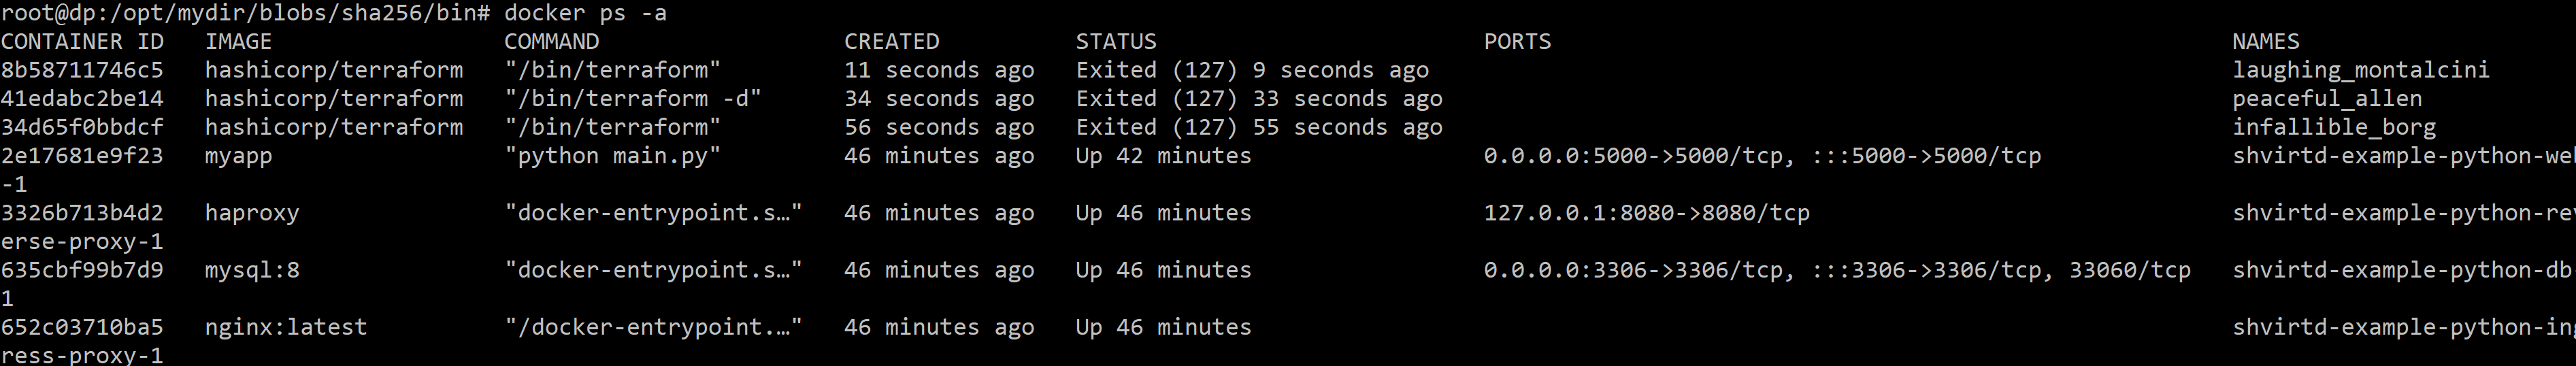 root@dp:/opt/mydir/blobs/sha256/bin# docker ps -a
CONTAINER ID   IMAGE                 COMMAND                  CREATED          STATUS                        PORTS                                                  NAMES
8b58711746c5   hashicorp/terraform   "/bin/terraform"         11 seconds ago   Exited (127) 9 seconds ago                                                           laughing_montalcini
41edabc2be14   hashicorp/terraform   "/bin/terraform -d"      34 seconds ago   Exited (127) 33 seconds ago                                                          peaceful_allen
34d65f0bbdcf   hashicorp/terraform   "/bin/terraform"         56 seconds ago   Exited (127) 55 seconds ago                                                          infallible_borg
2e17681e9f23   myapp                 "python main.py"         46 minutes ago   Up 42 minutes                 0.0.0.0:5000->5000/tcp, :::5000->5000/tcp              shvirtd-example-python-web
-1
3326b713b4d2   haproxy               "docker-entrypoint.s…"   46 minutes ago   Up 46 minutes                 127.0.0.1:8080->8080/tcp                               shvirtd-example-python-rev
erse-proxy-1
635cbf99b7d9   mysql:8               "docker-entrypoint.s…"   46 minutes ago   Up 46 minutes                 0.0.0.0:3306->3306/tcp, :::3306->3306/tcp, 33060/tcp   shvirtd-example-python-db
1
652c03710ba5   nginx:latest          "/docker-entrypoint.…"   46 minutes ago   Up 46 minutes                                                                        shvirtd-example-python-ing
ress-proxy-1